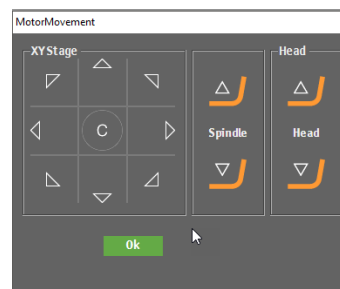 MotorMovement
XYStage
Head
C
Spindle
Head
Ok